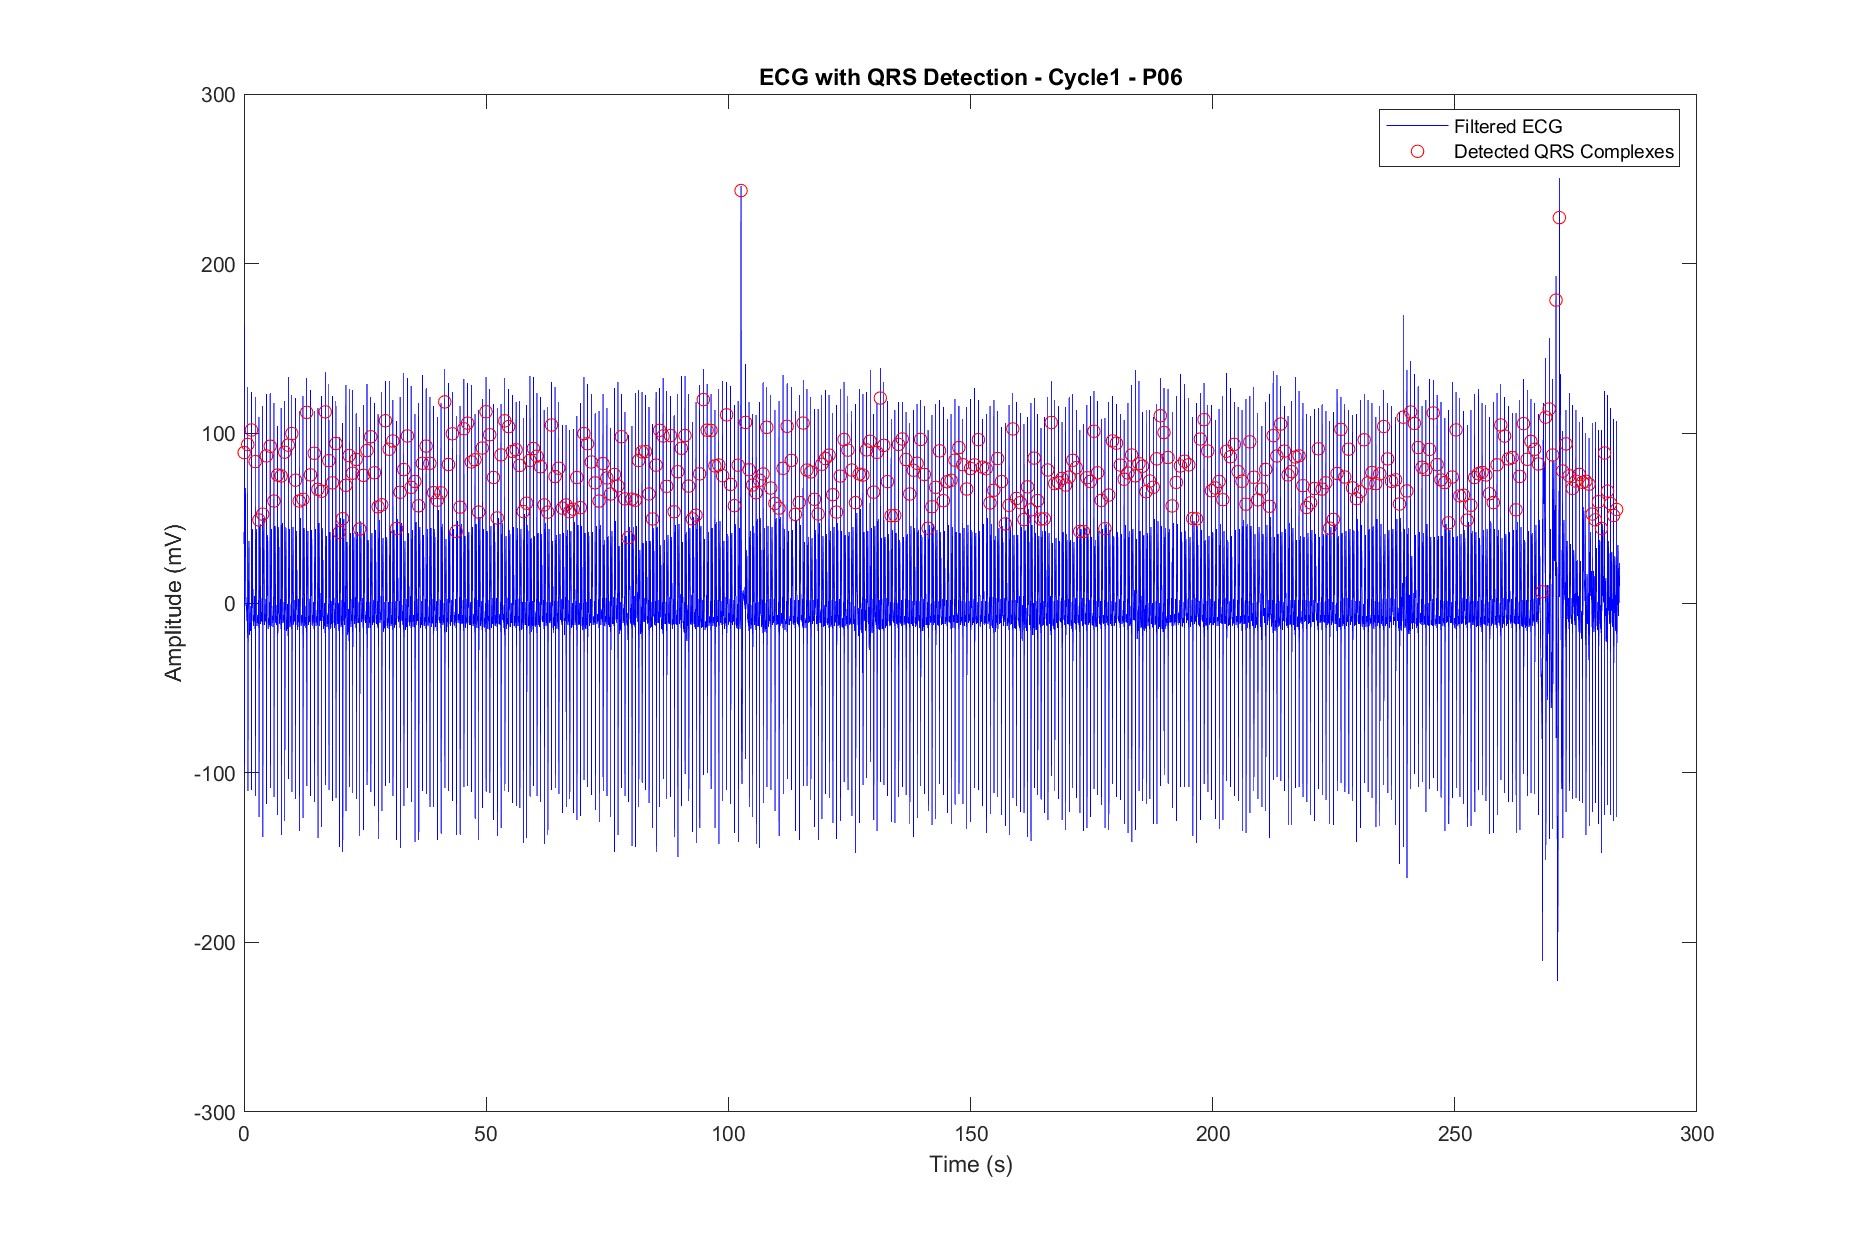 ECG with QRS Detection - Cycle1 - P06
300
200
100
0
-100
-200
-300
Amplitude (mV)
Filtered ECG
Detected QRS Complexes
0
50
100
150
200
250
300
Time (s)